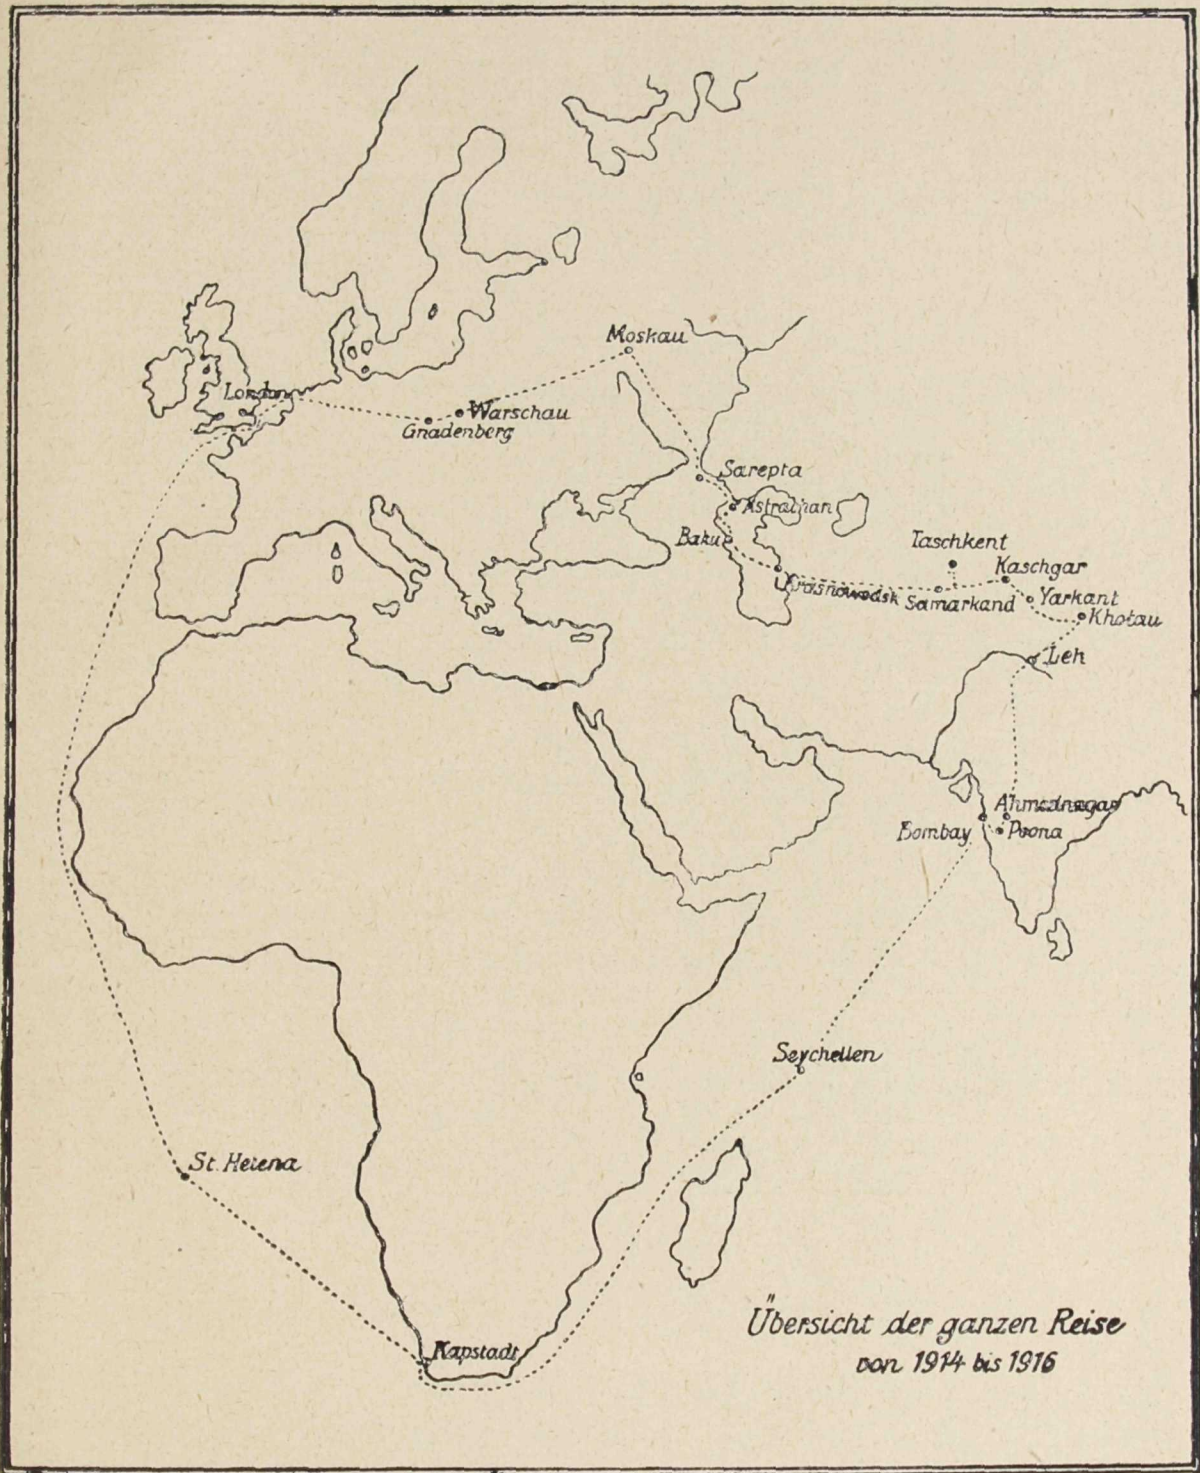 Moskau
London
Warschau
Gnadenberg
Sarepta
Astrachan
Baku
Taschkent
Kaschgar
Krasnowodsk
Samarkand
Yarkant
Khotau
Leh
Ahmednagar
Bombay
Poona
Seychellen
St. Helena
Übersicht der ganzen Reise
von 1914 bis 1916
Kapstadt